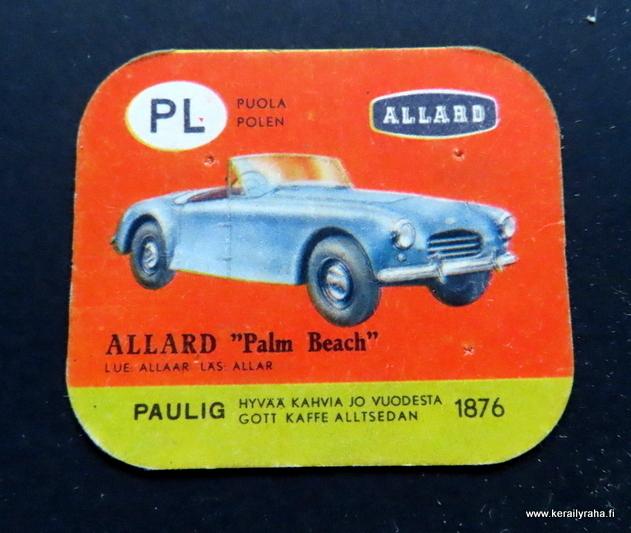 PL
PUOLA
POLEN
ALLARD
ALLARD "Palm Beach"
LUE: ALLAAR LÄS: ALLAR
PAULIG
HYVÄÄ KAHVIA JO VUODESTA
GOTT KAFFE ALLTSEDAN
1876
www.kerailyraha.fi